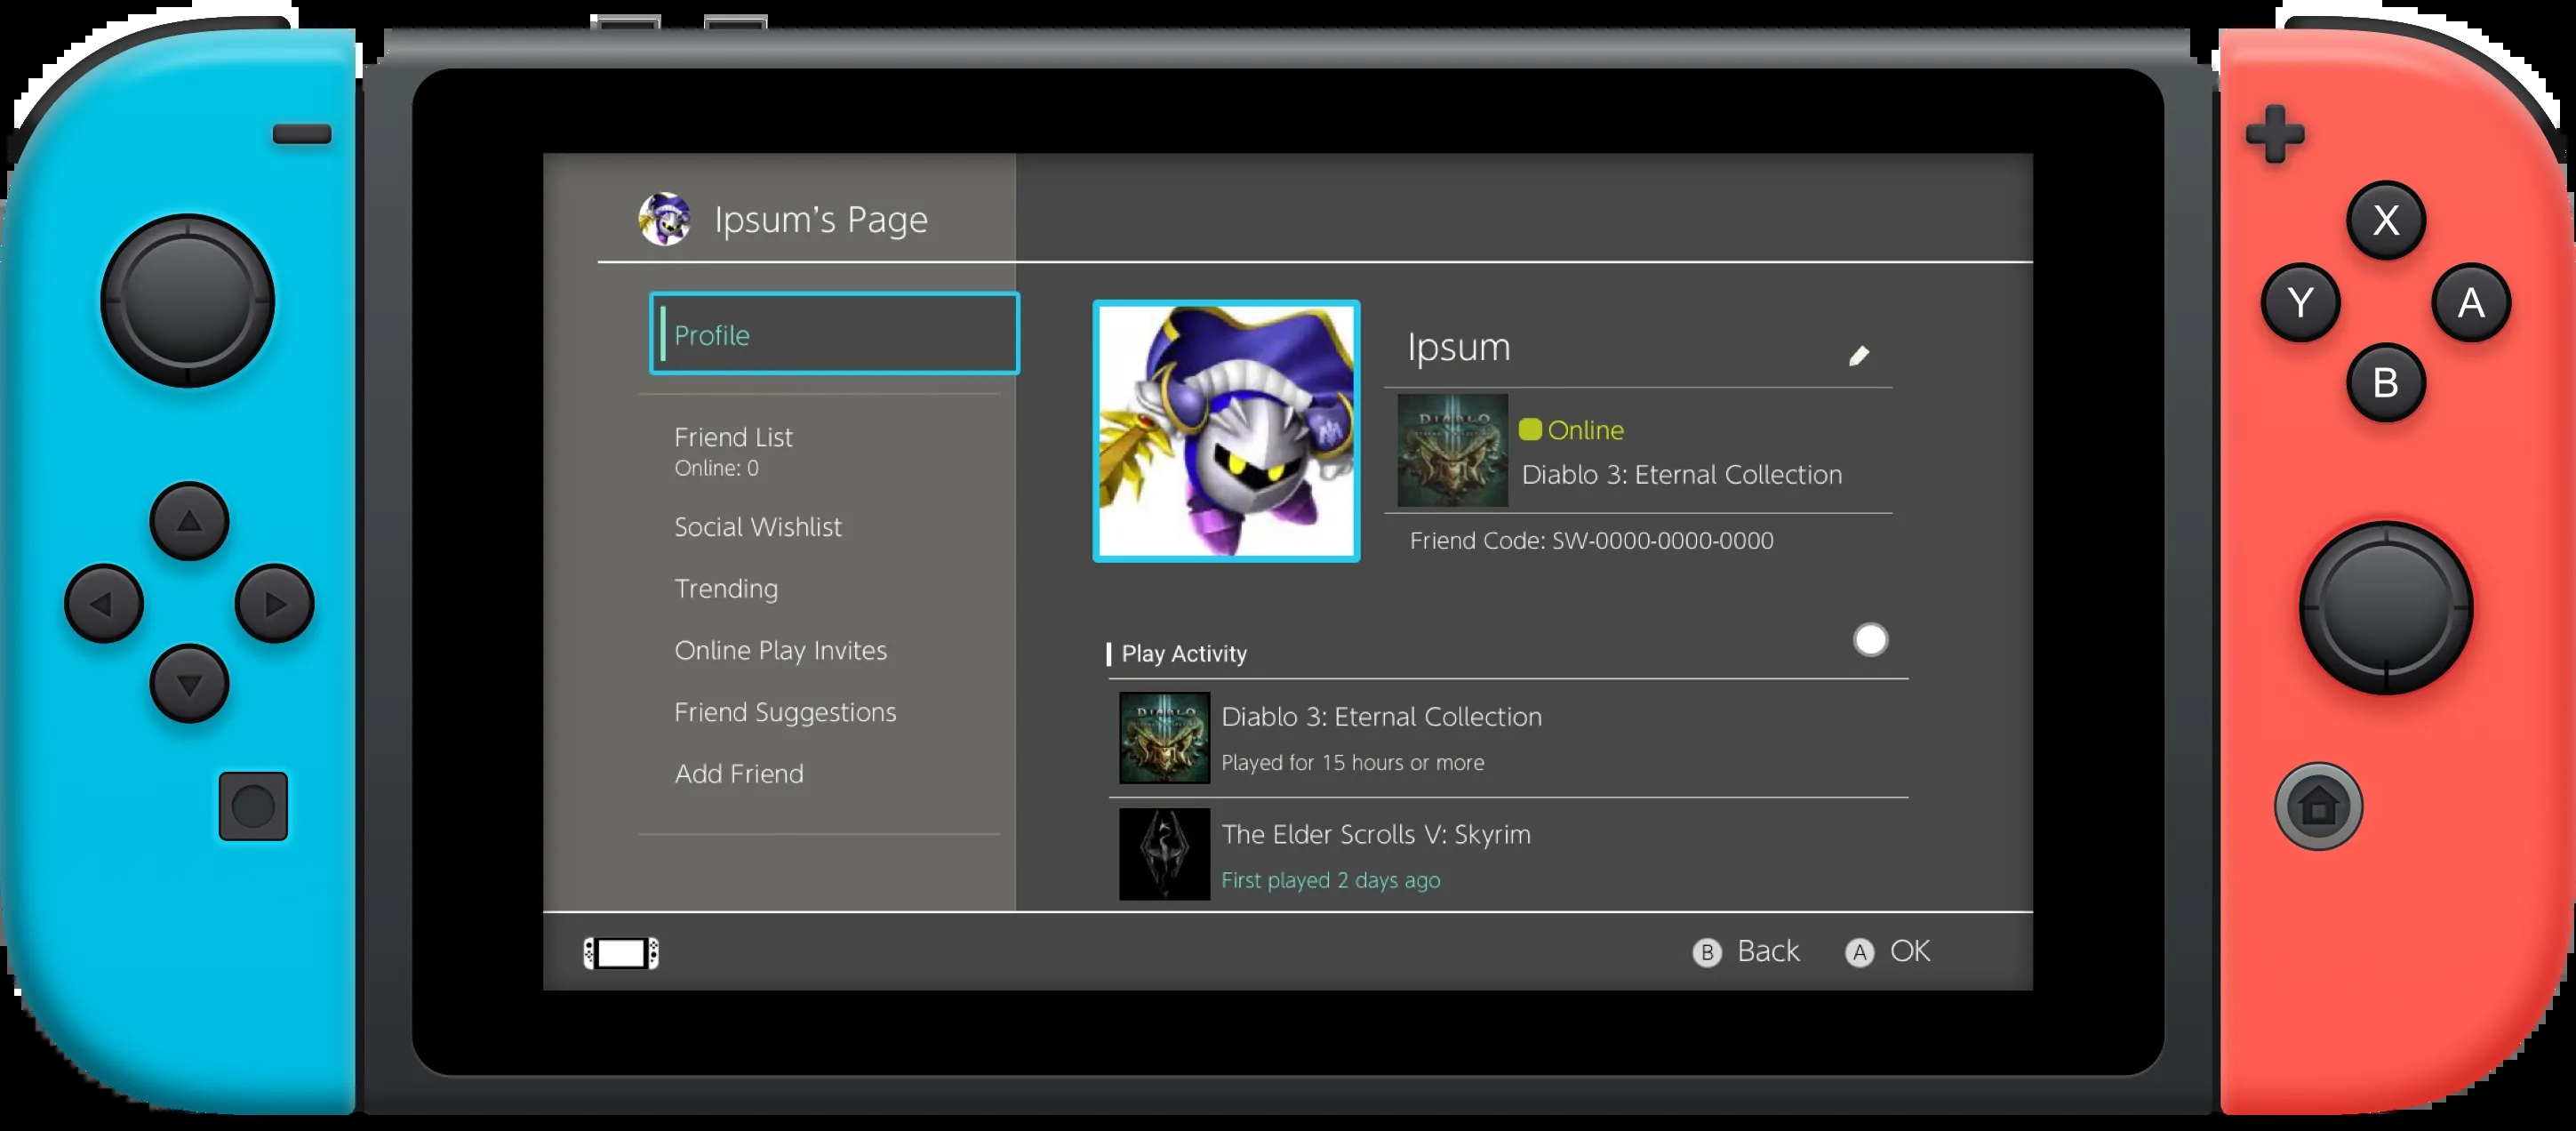 Ipsum's Page
Profile
Friend List
Online: 0
Social Wishlist
Trending
Online Play Invites
Friend Suggestions
Add Friend
Ipsum
DIABLO
Online
Diablo 3: Eternal Collection
Friend Code: SW-0000-0000-0000
Play Activity
DIABLO
Diablo 3: Eternal Collection
Played for 15 hours or more
The Elder Scrolls V: Skyrim
First played 2 days ago
B Back
A OK
X
Y
A
B